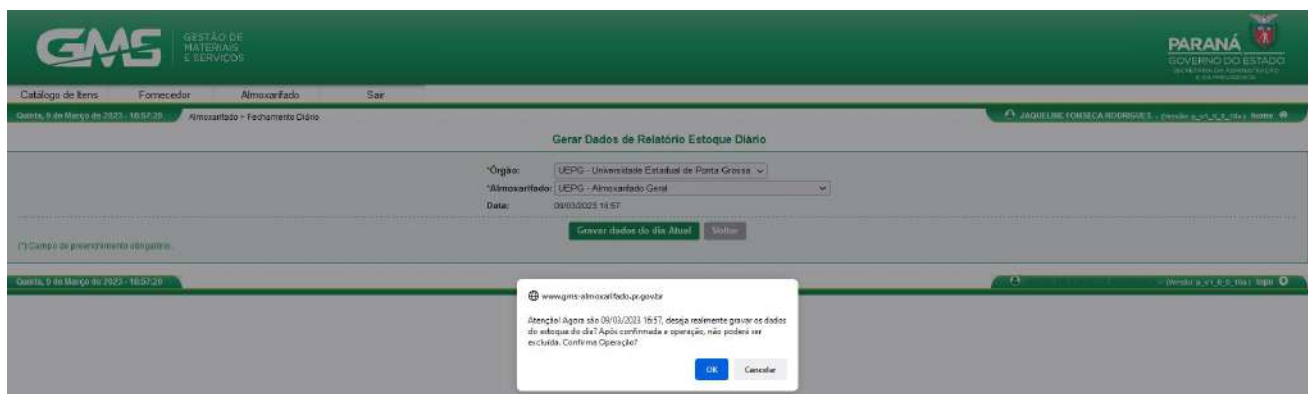 GMS
GESTÃO DE
MATERIAIS
E SERVIÇOS
PARANÁ
GOVERNO DO ESTADO
Catálogo de Itens Fornecedor Almoxarifado Sair
Quinta, 9 de Março de 2023 - 16:57:20 Almoxarifado > Fechamento Diário JAQUELINE FONSECA RODRIGUES home
Gerar Dados de Relatório Estoque Diário
*Órgão: UEPG - Universidade Estadual de Ponta Grossa
*Almoxarifado: UEPG - Almoxarifado Geral
Data: 09/03/2023 16:57
Gravar dados do dia Atual Voltar
(*) Campo de preenchimento obrigatório.
Quinta, 9 de Março de 2023 - 16:57:20 topo
www.gms-almoxarifado.pr.gov.br
Atenção! Agora são 09/03/2023 16:57, deseja realmente gravar os dados
do estoque do dia? Após confirmada a operação, não poderá ser
excluída. Confirma Operação?
OK Cancelar